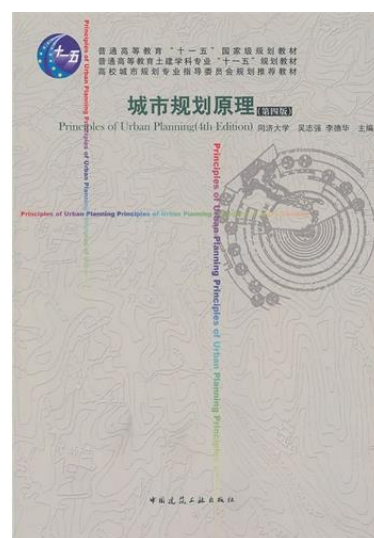 十一五
普通高等教育"十一五"国家级规划教材
普通高等教育土建学科专业"十一五"规划教材
高校城市规划专业指导委员会规划推荐教材
城市规划原理(第四版)
Principles of Urban Planning(4th Edition) 同济大学 吴志强 李德华 主编
Principles of Urban Planning Principles of Urban Planning
Principles of Urban Planning Principles of Urban Planning
Principles of Urban Planning Principles of Urban Planning Principles
中国建筑工业出版社